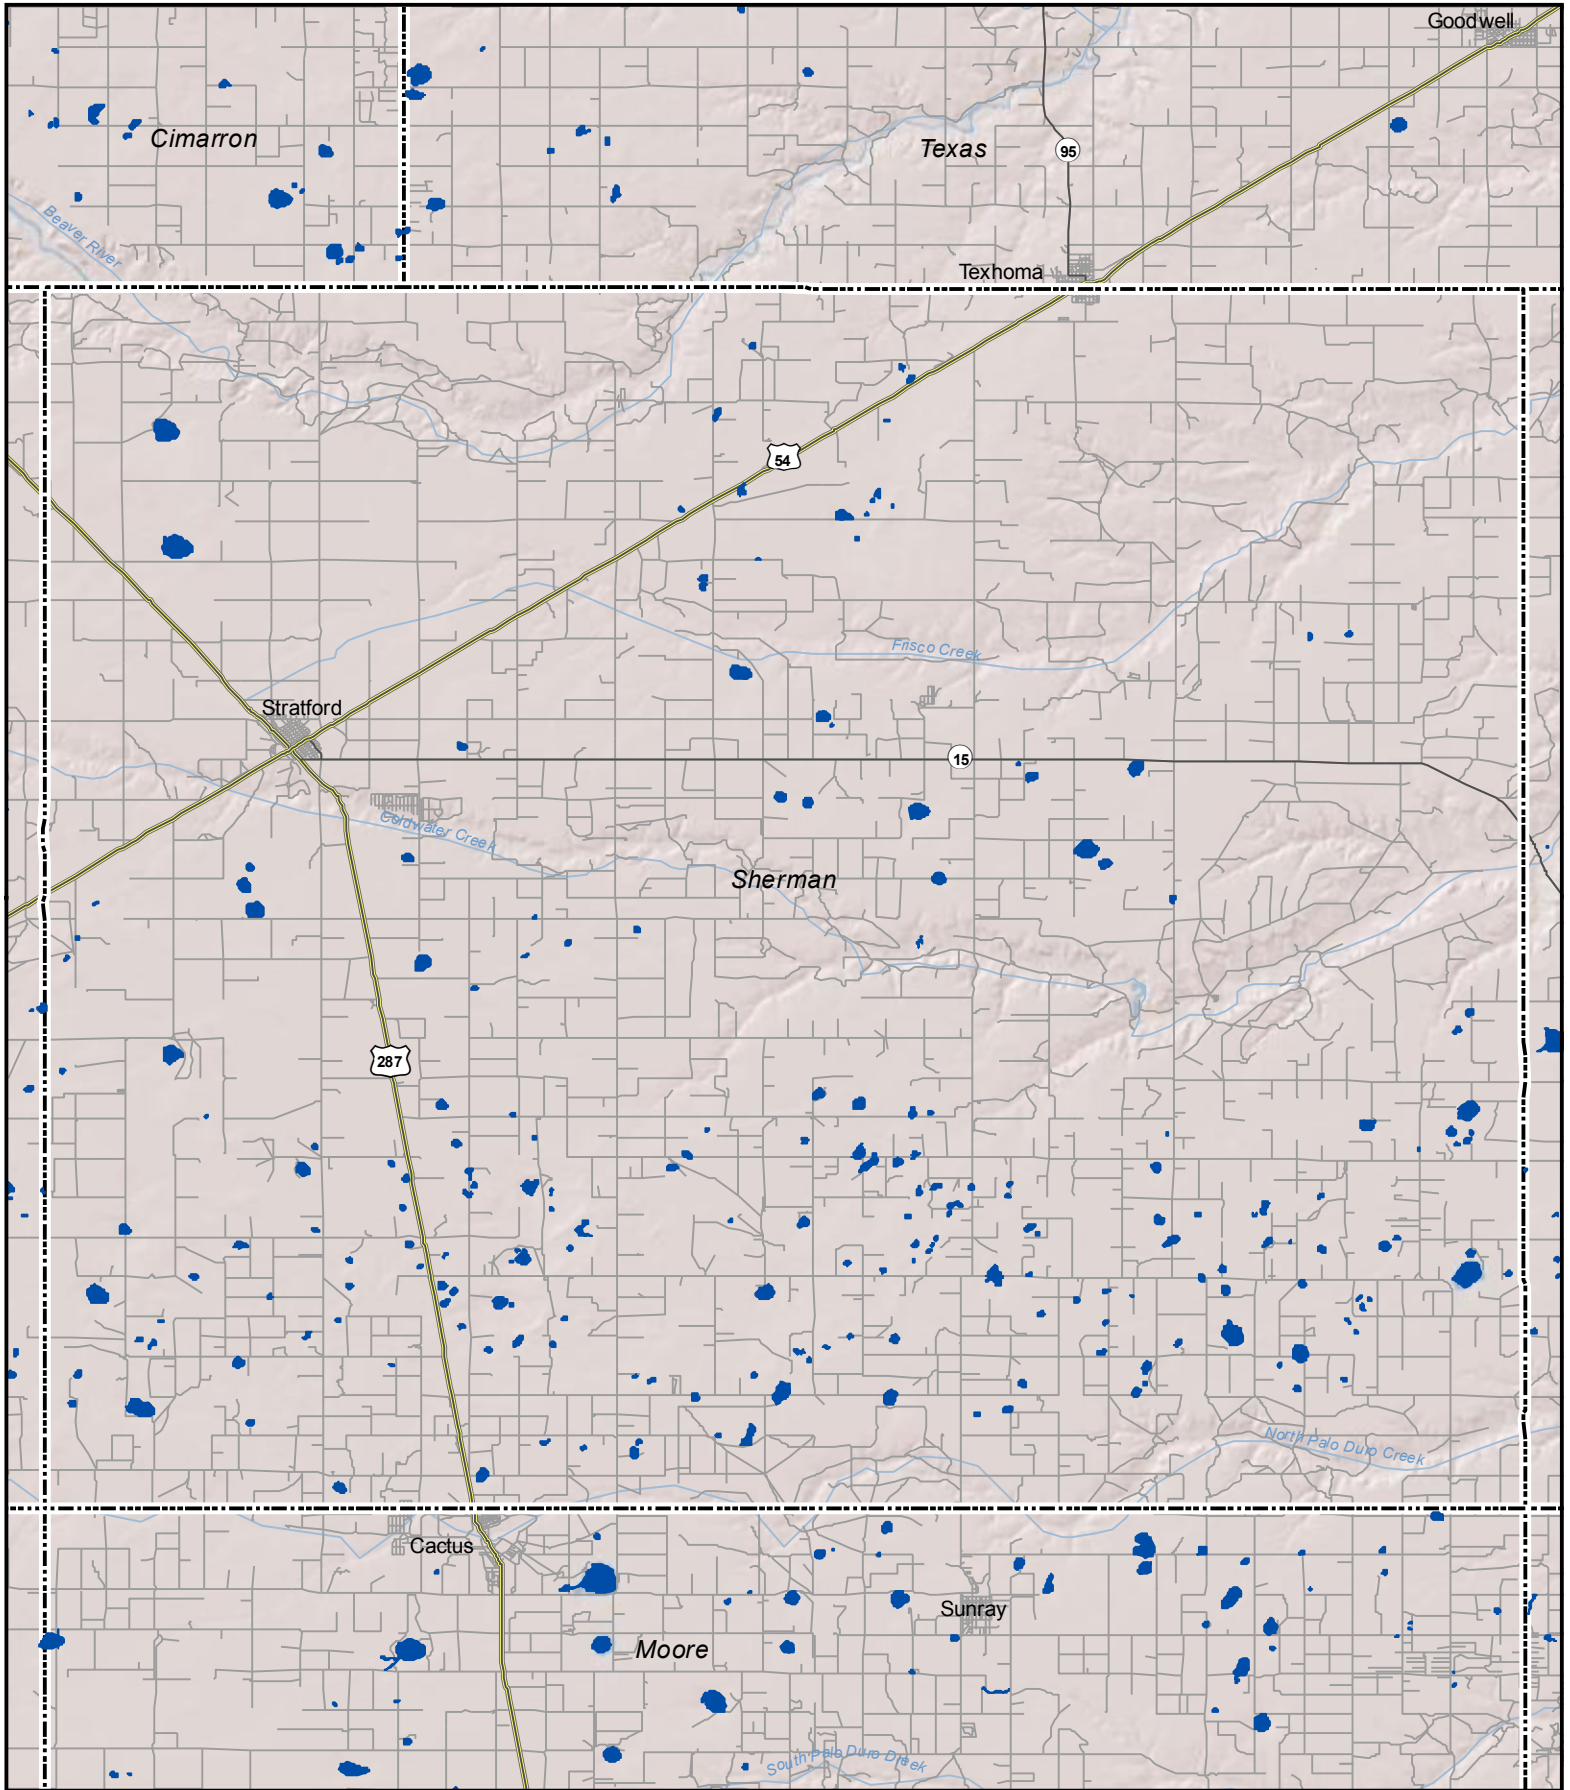 Goodwell
Cimarron
Texas
95
Beaver River
Texhoma
54
Frisco Creek
Stratford
15
Coldwater Creek
Sherman
287
North Palo Duro Creek
Cactus
Sunray
Moore
South Palo Duro Dreek